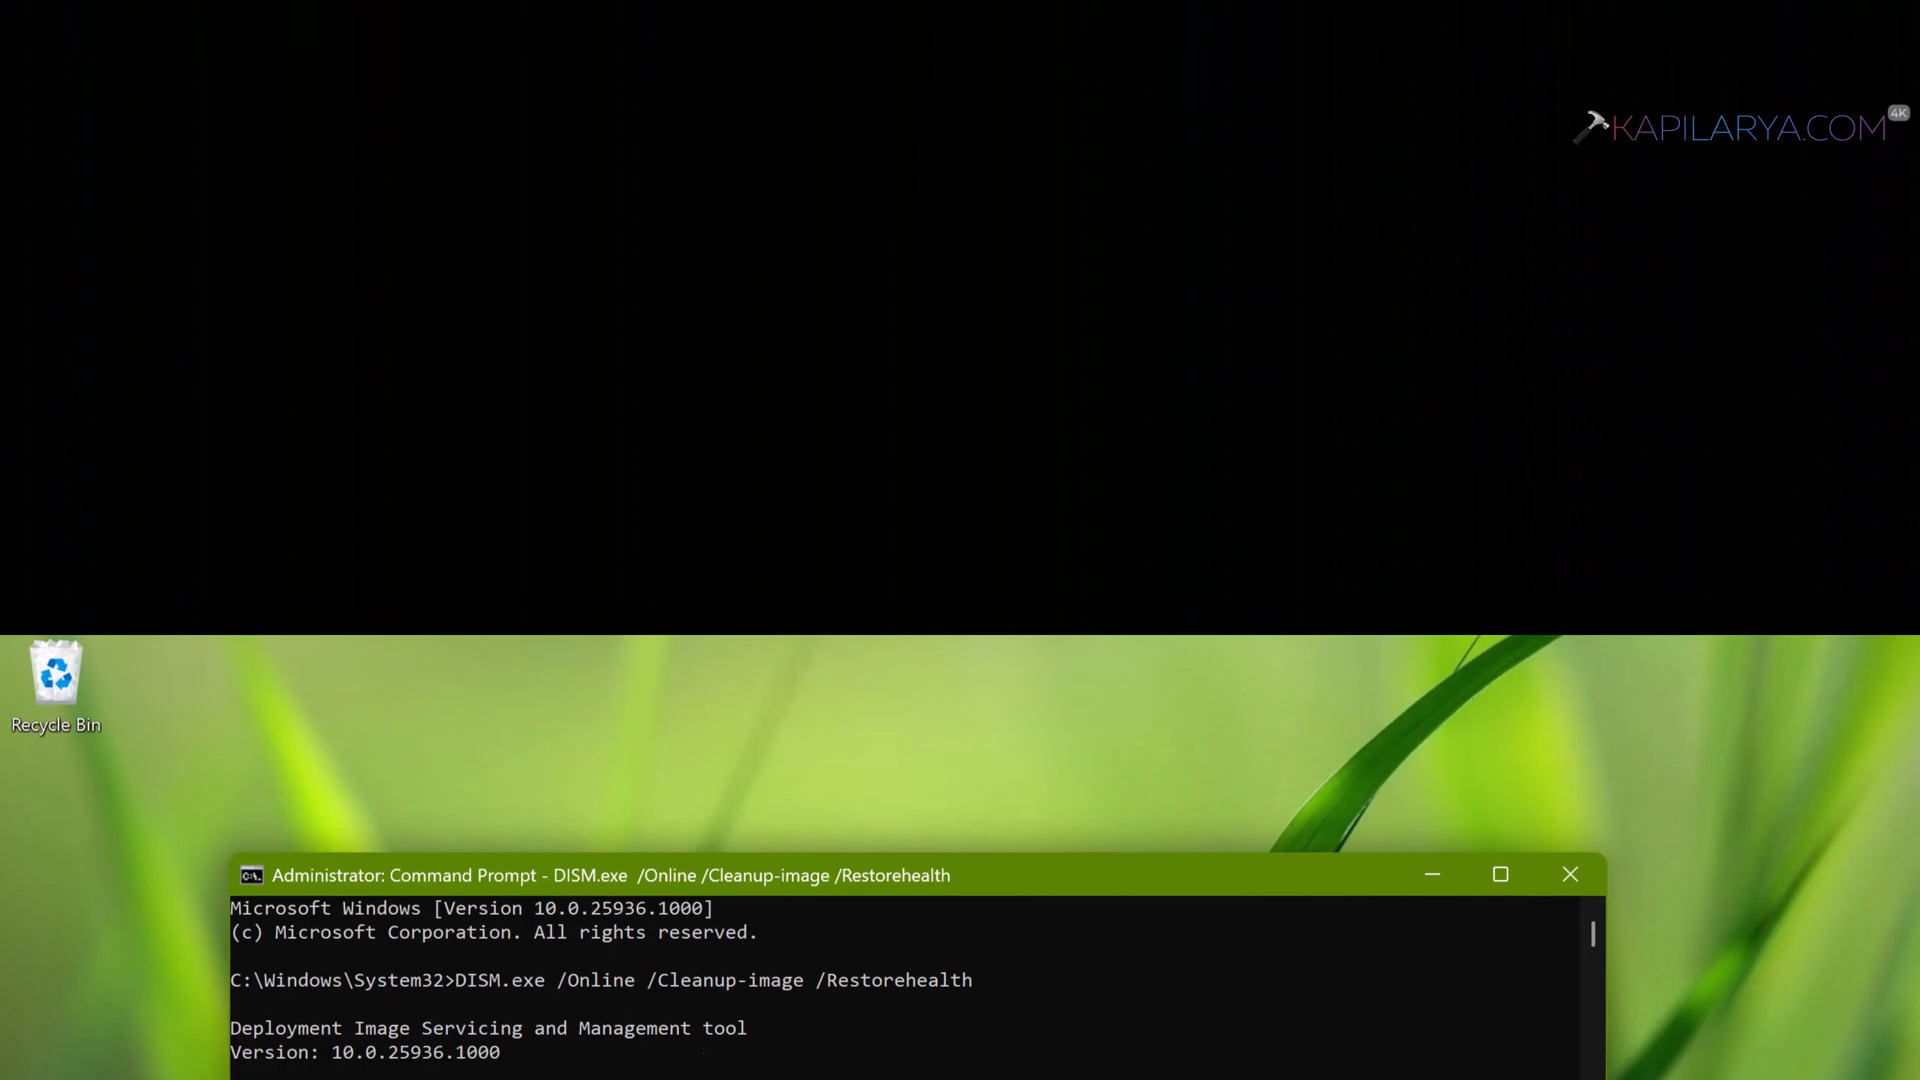 KAPILARYA.COM 4K
Recycle Bin
Administrator: Command Prompt - DISM.exe  /Online /Cleanup-image /Restorehealth
Microsoft Windows [Version 10.0.25936.1000]
(c) Microsoft Corporation. All rights reserved.
C:\Windows\System32>DISM.exe /Online /Cleanup-image /Restorehealth
Deployment Image Servicing and Management tool
Version: 10.0.25936.1000